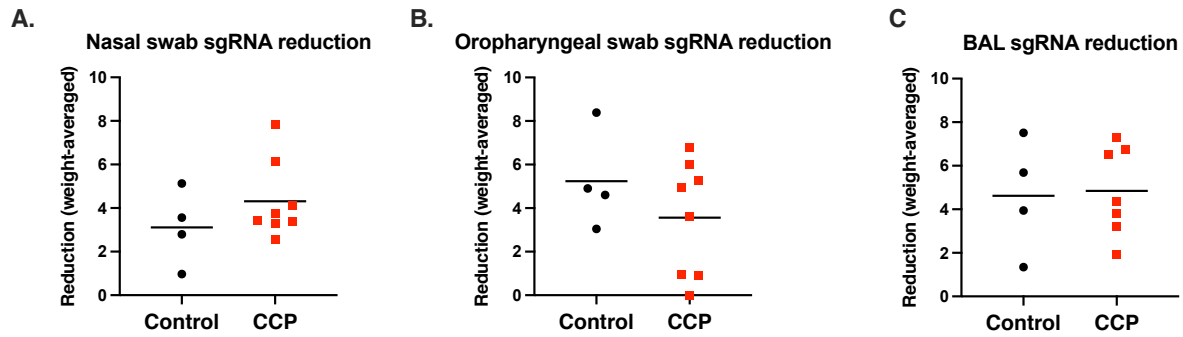 A.
Nasal swab sgRNA reduction
Reduction (weight-averaged)
10
8
6
4
2
0
Control
CCP
B.
Oropharyngeal swab sgRNA reduction
Reduction (weight-averaged)
10
8
6
4
2
0
Control
CCP
C
BAL sgRNA reduction
Reduction (weight-averaged)
10
8
6
4
2
0
Control
CCP